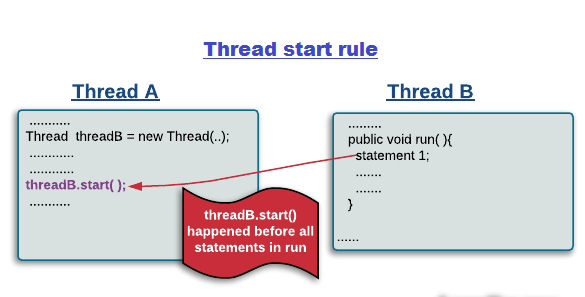 Thread start rule
Thread A
...........
Thread  threadB = new Thread(..);
............
............
threadB.start( );
...........
Thread B
.........
public void run( ){
statement 1;
.......
.......
}
......
threadB.start()
happened before all
statements in run